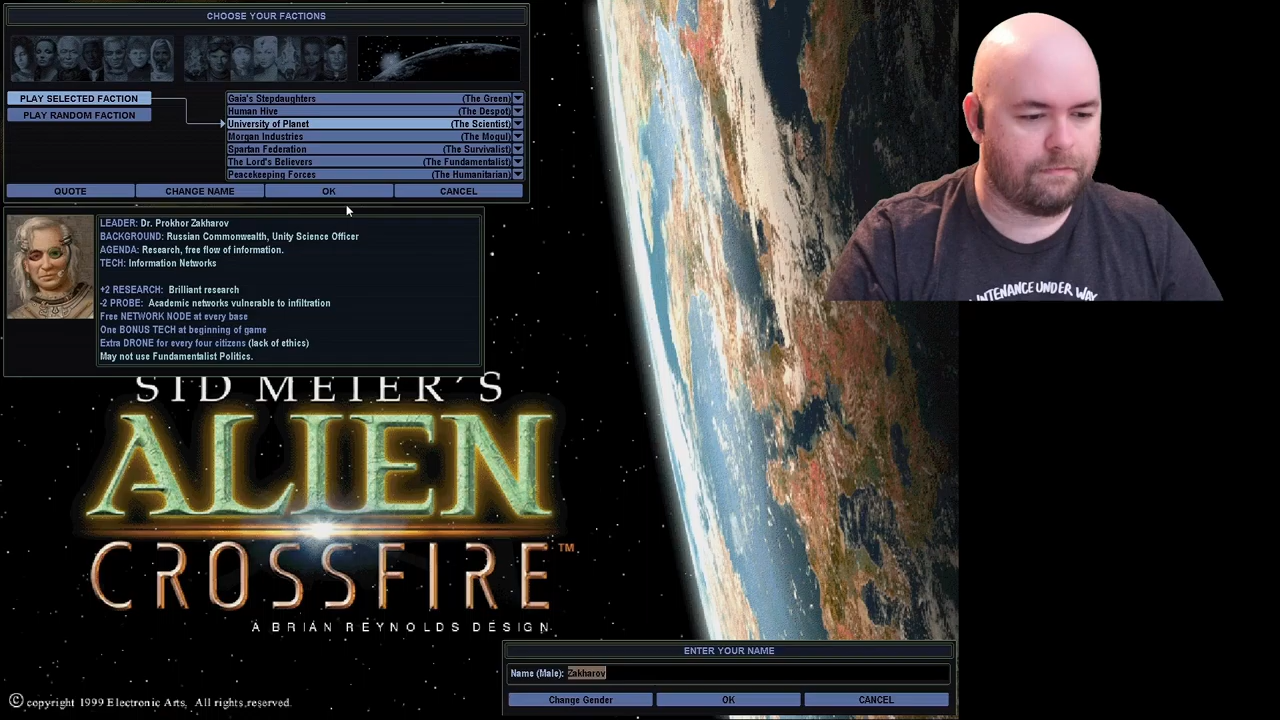 CHOOSE YOUR FACTIONS
PLAY SELECTED FACTION
PLAY RANDOM FACTION
Gaia's Stepdaughters (The Green)
Human Hive (The Despot)
University of Planet (The Scientist)
Morgan Industries (The Mogul)
Spartan Federation (The Survivalist)
The Lord's Believers (The Fundamentalist)
Peacekeeping Forces (The Humanitarian)
QUOTE CHANGE NAME OK CANCEL
LEADER: Dr. Prokhor Zakharov
BACKGROUND: Russian Commonwealth, Unity Science Officer
AGENDA: Research, free flow of information.
TECH: Information Networks
+2 RESEARCH: Brilliant research
-2 PROBE: Academic networks vulnerable to infiltration
Free NETWORK NODE at every base
One BONUS TECH at beginning of game
Extra DRONE for every four citizens (lack of ethics)
May not use Fundamentalist Politics.
SID MEIER'S
ALIEN
CROSSFIRE™
A BRIAN REYNOLDS DESIGN
© copyright 1999 Electronic Arts, All rights reserved.
ENTER YOUR NAME
Name (Male): Zakharov
Change Gender OK CANCEL
UNDER WAY